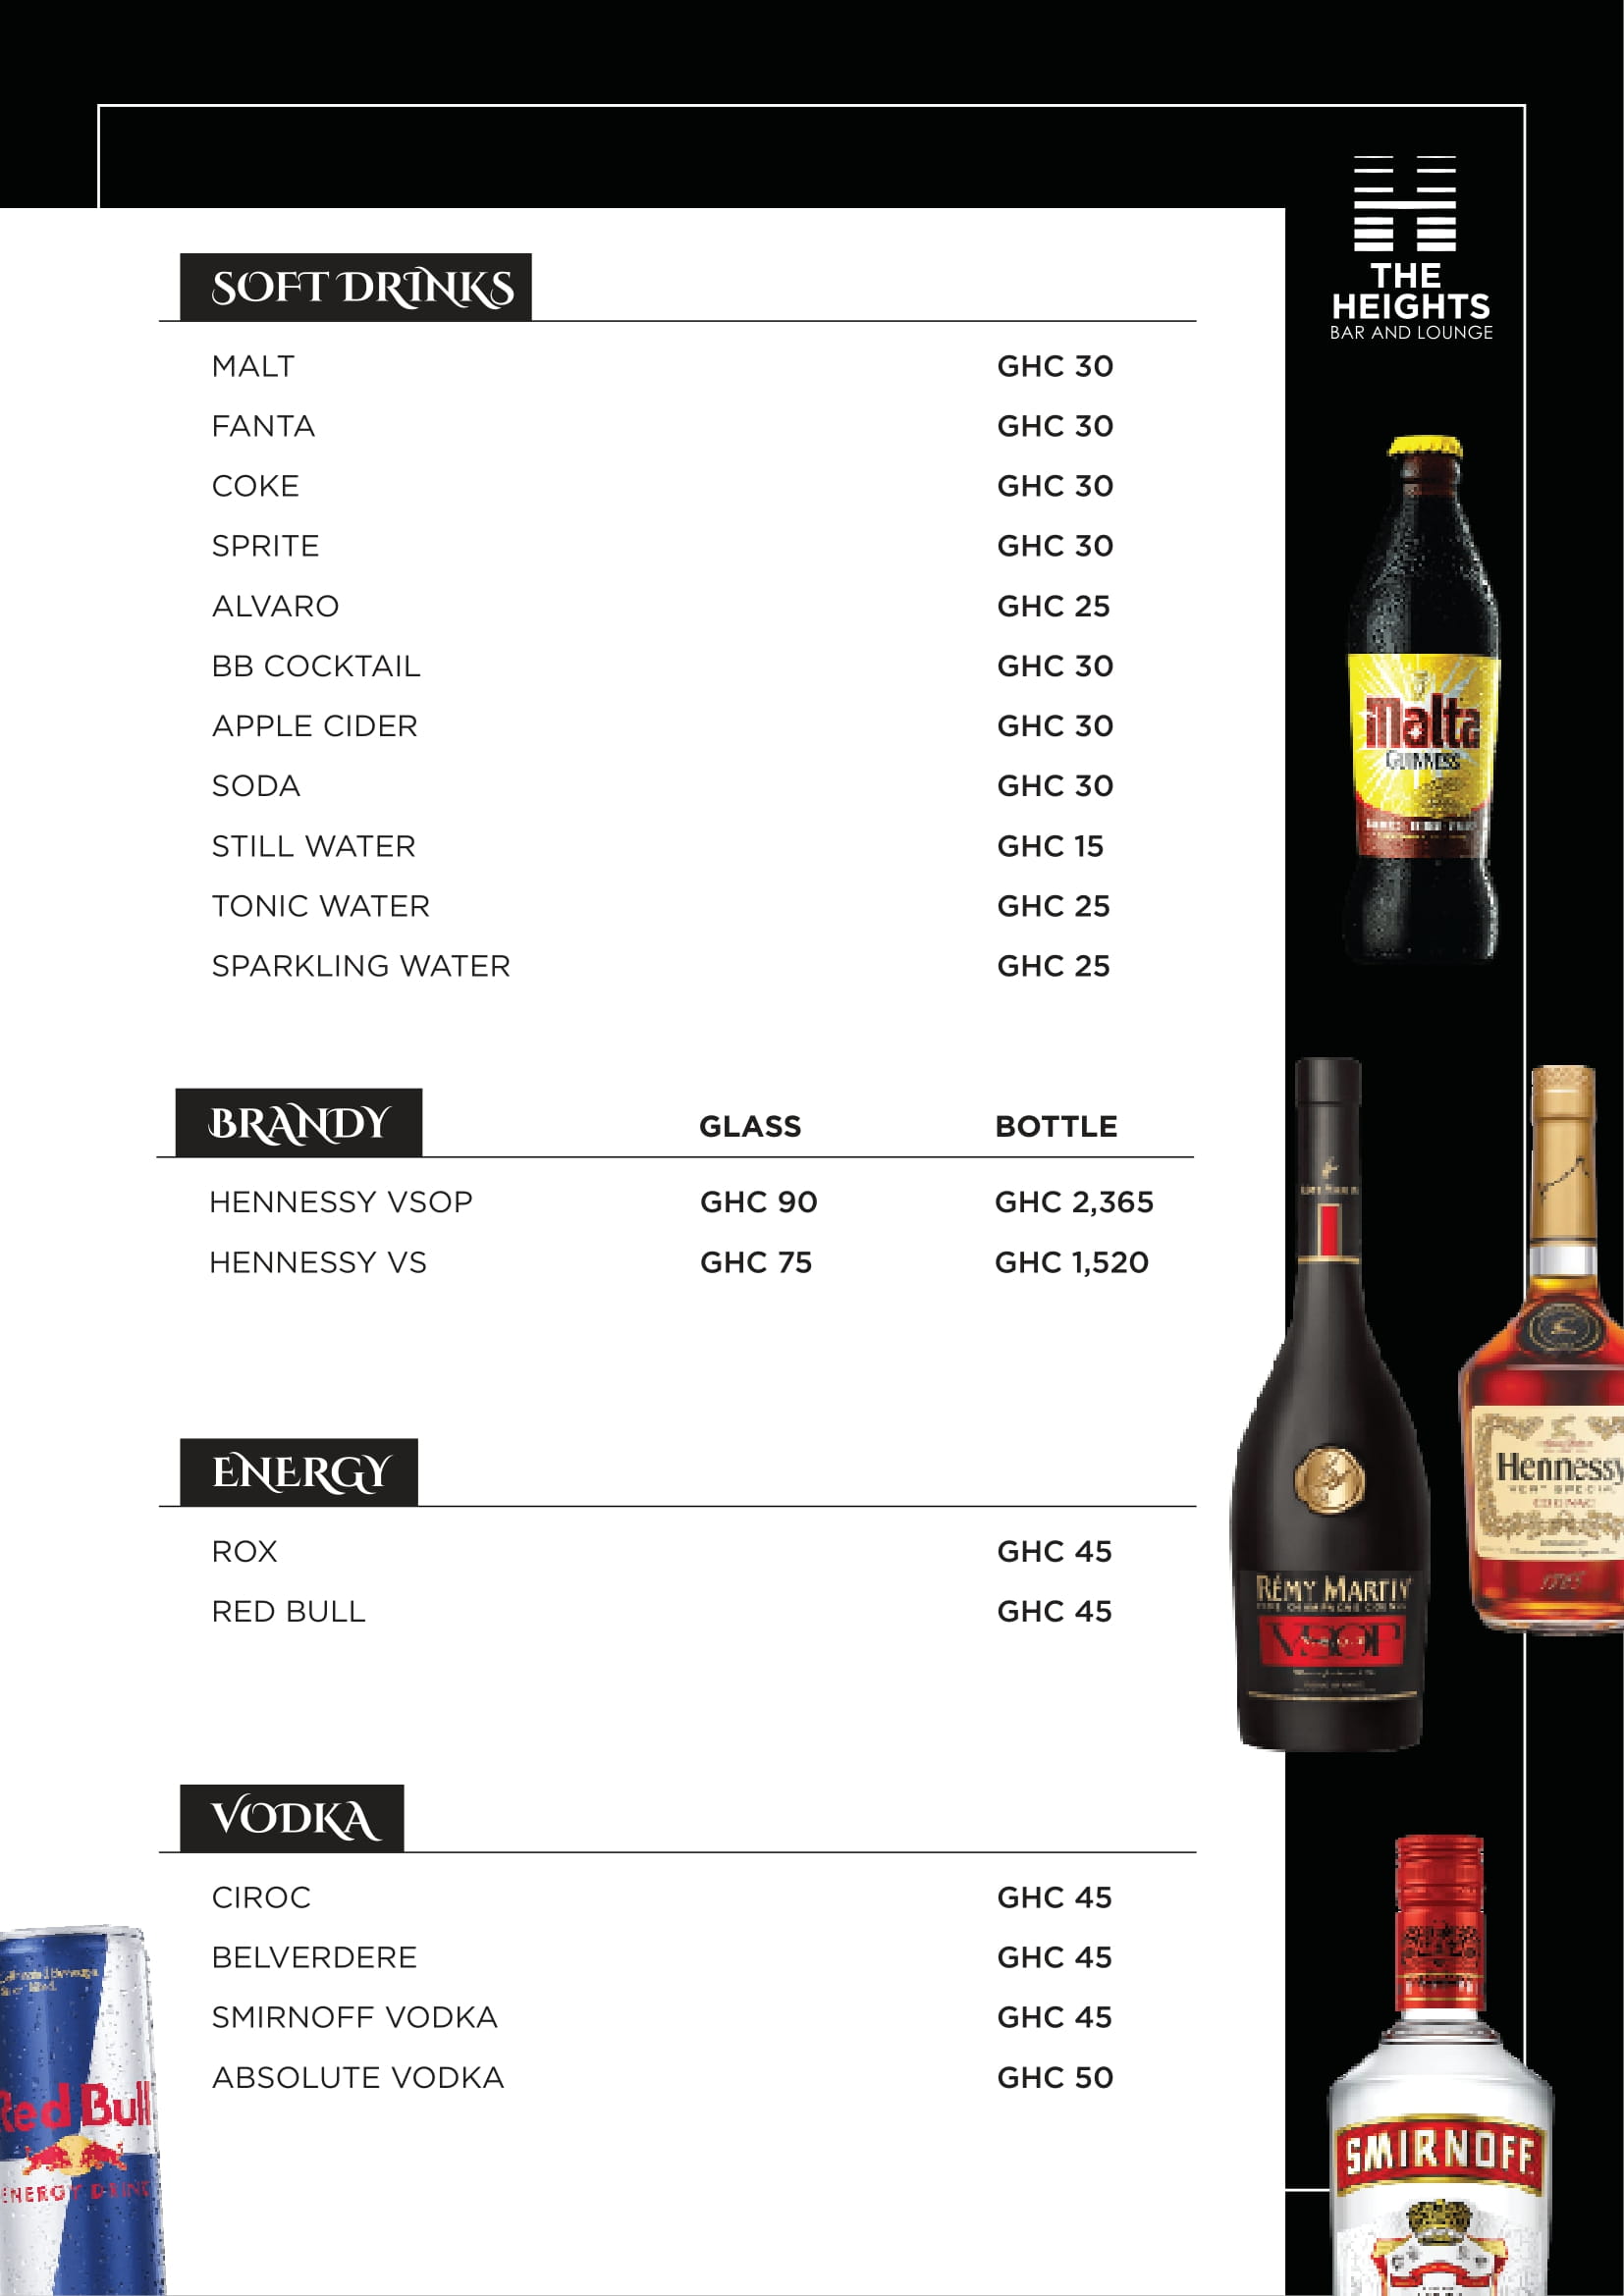 THE
HEIGHTS
BAR AND LOUNGE
SOFT DRINKS
MALT GHC 30
FANTA GHC 30
COKE GHC 30
SPRITE GHC 30
ALVARO GHC 25
BB COCKTAIL GHC 30
APPLE CIDER GHC 30
SODA GHC 30
STILL WATER GHC 15
TONIC WATER GHC 25
SPARKLING WATER GHC 25
Malta
GUINNESS
BRANDY GLASS BOTTLE
HENNESSY VSOP GHC 90 GHC 2,365
HENNESSY VS GHC 75 GHC 1,520
Hennessy
VERY SPECIAL
COGNAC
RÉMY MARTIN
VSOP
ENERGY
ROX GHC 45
RED BULL GHC 45
VODKA
CIROC GHC 45
BELVERDERE GHC 45
SMIRNOFF VODKA GHC 45
ABSOLUTE VODKA GHC 50
Red Bull
ENERGY DRINK
SMIRNOFF